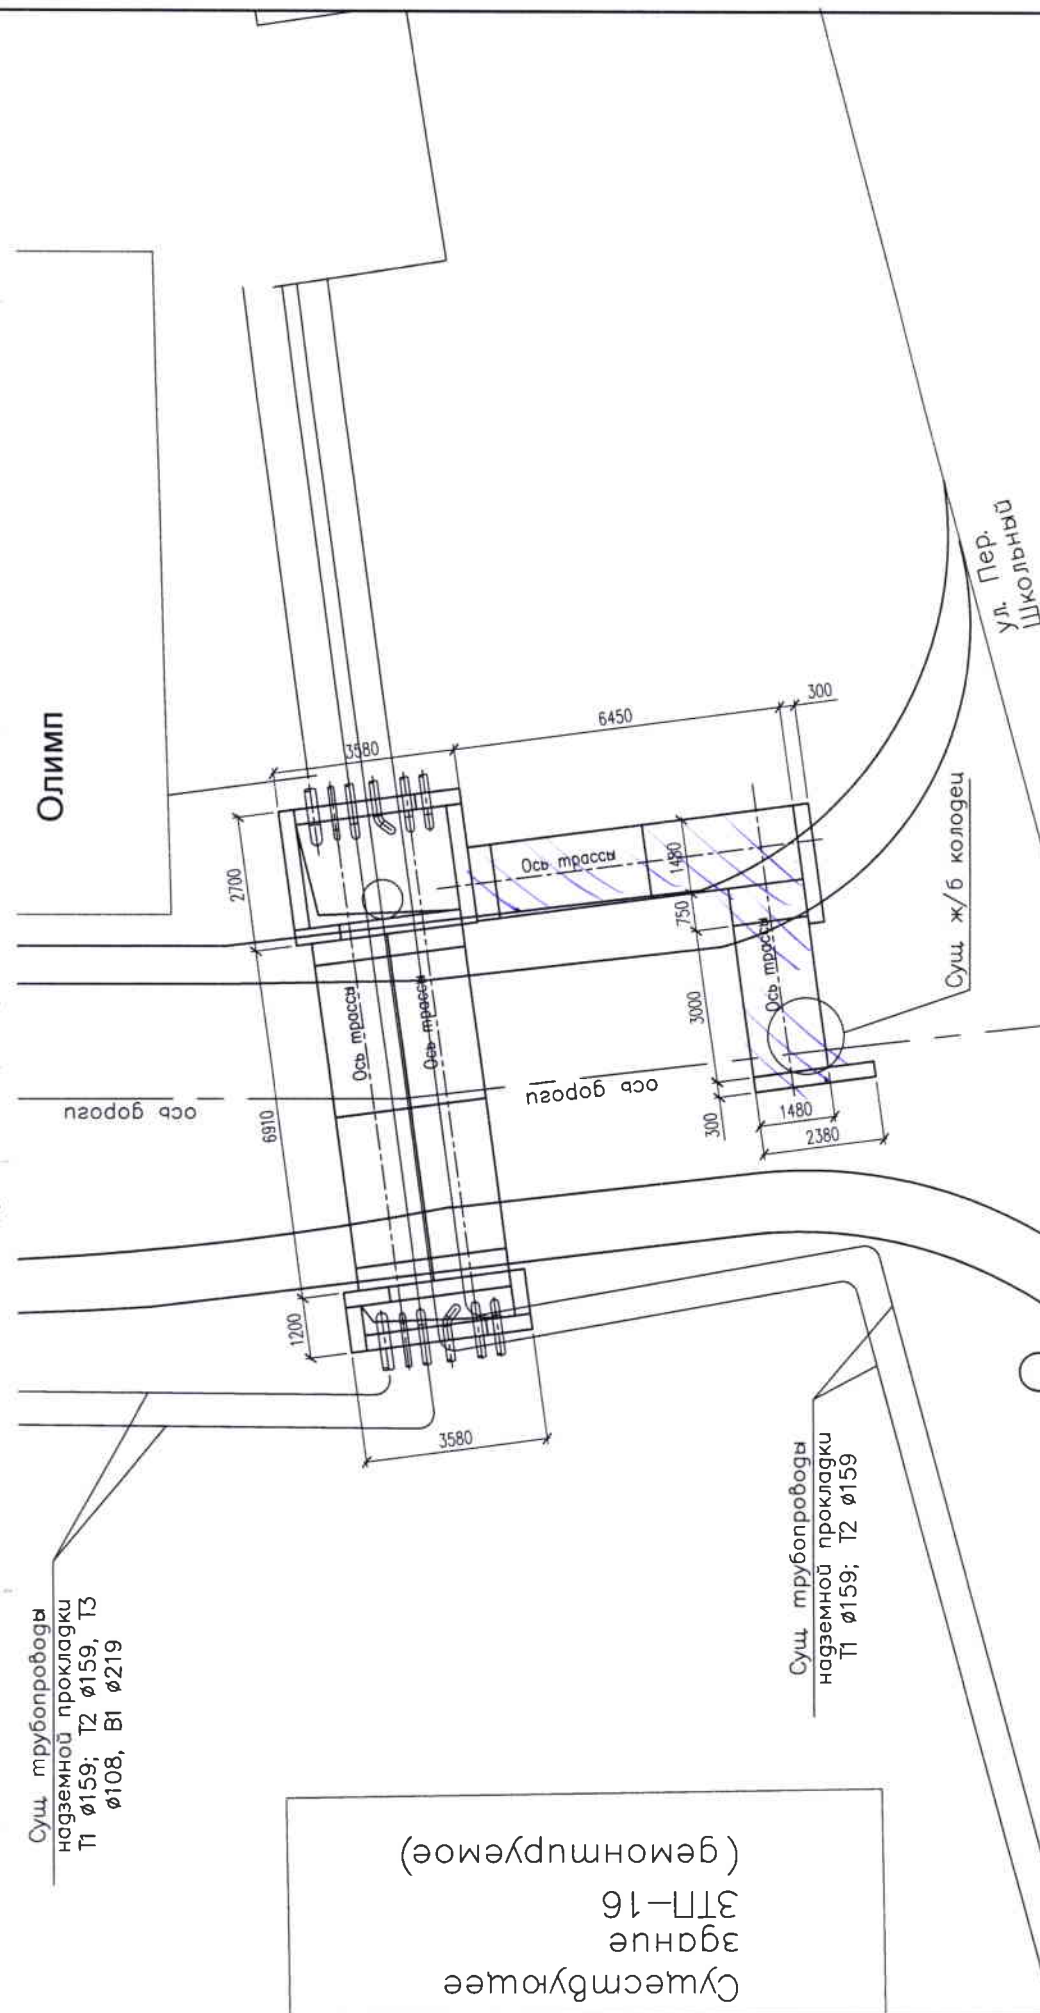 Олимп
3580
6450
300
2700
Ось трассы
1480
750
ул. Пер.
Школьный
Сущ ж/б колодец
Ось трассы
Ось трассы
Ось трассы
3000
300
1480
2380
ось дороги
ось дороги
6910
1200
3580
Сущ трубопроводы
надземной прокладки
Т1 ø159; Т2 ø159, Т3
ø108, В1 ø219
Сущ трубопроводы
надземной прокладки
Т1 ø159; Т2 ø159
Существующее
здание
ЗТП-16
(демонтируемое)